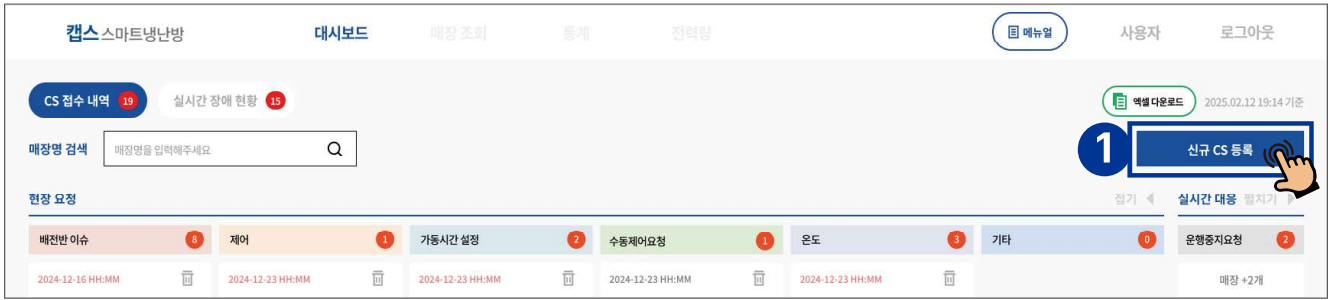 캡스 스마트냉난방 대시보드 매장 조회 통계 전력량 메뉴얼 사용자 로그아웃
CS 접수 내역 19 실시간 장애 현황 15 엑셀 다운로드 2025.02.12 19:14 기준
매장명 검색 매장명을 입력해주세요 1 신규 CS 등록
현장 요청 접기 실시간 대응 펼치기
배전반 이슈 8 제어 1 가동시간 설정 2 수동제어요청 1 온도 3 기타 0 운행중지요청 2
2024-12-16 HH:MM 2024-12-23 HH:MM 2024-12-23 HH:MM 2024-12-23 HH:MM 2024-12-23 HH:MM 매장 +2개